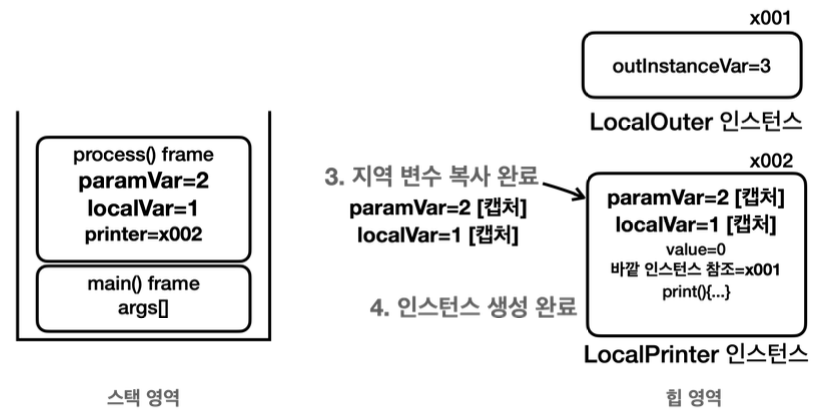 x001
outInstanceVar=3
LocalOuter 인스턴스
process() frame
paramVar=2
localVar=1
printer=x002
main() frame
args[]
스택 영역
3. 지역 변수 복사 완료
paramVar=2 [캡처]
localVar=1 [캡처]
4. 인스턴스 생성 완료
x002
paramVar=2 [캡처]
localVar=1 [캡처]
value=0
바깥 인스턴스 참조=x001
print(){...}
LocalPrinter 인스턴스
힙 영역